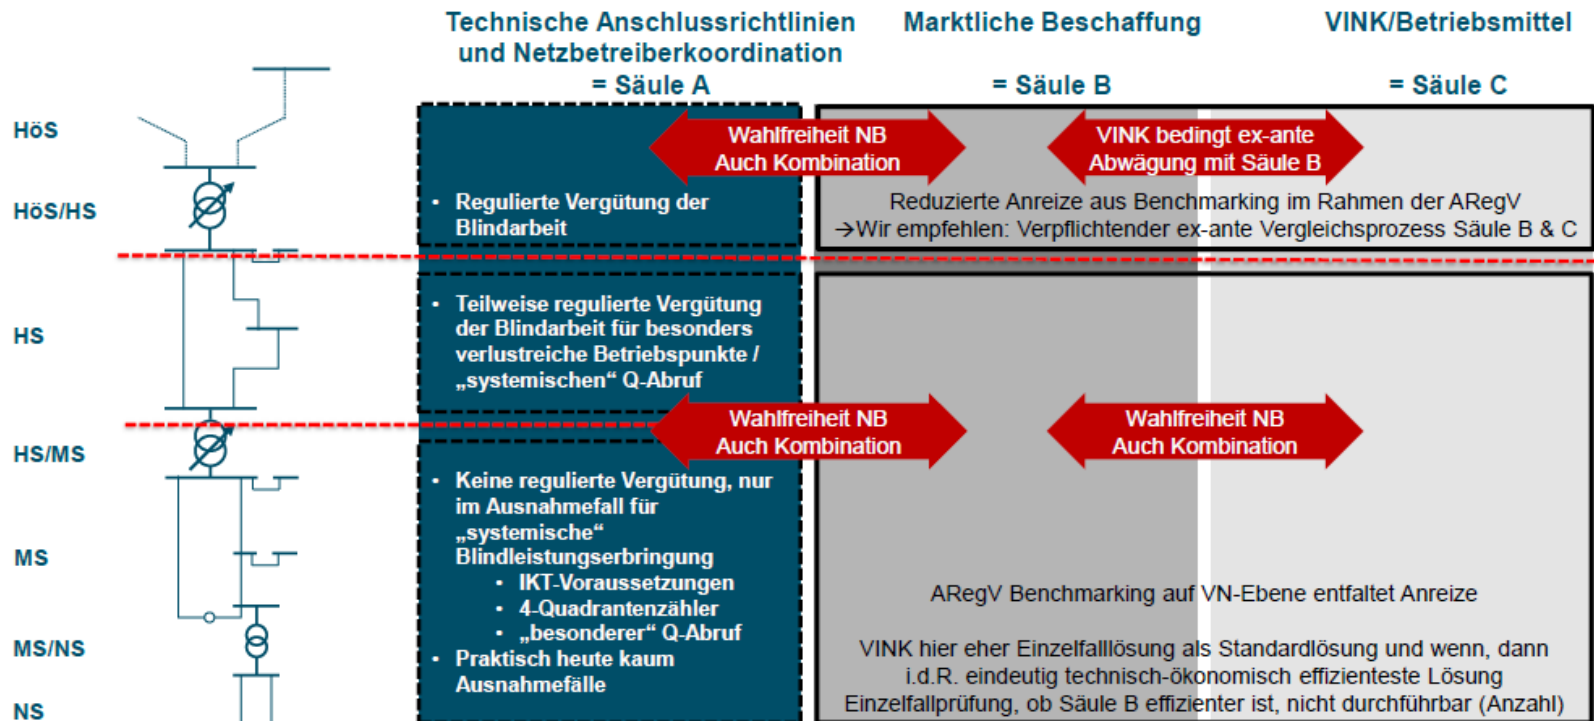 Technische Anschlussrichtlinien
und Netzbetreiberkoordination
= Säule A
Marktliche Beschaffung
= Säule B
VINK/Betriebsmittel
= Säule C
HöS
HöS/HS
HS
HS/MS
MS
MS/NS
NS
Wahlfreiheit NB
Auch Kombination
VINK bedingt ex-ante
Abwägung mit Säule B
• Regulierte Vergütung der
Blindarbeit
Reduzierte Anreize aus Benchmarking im Rahmen der ARegV
→Wir empfehlen: Verpflichtender ex-ante Vergleichsprozess Säule B & C
• Teilweise regulierte Vergütung
der Blindarbeit für besonders
verlustreiche Betriebspunkte /
„systemischen“ Q-Abruf
Wahlfreiheit NB
Auch Kombination
Wahlfreiheit NB
Auch Kombination
• Keine regulierte Vergütung, nur
im Ausnahmefall für
„systemische“
Blindleistungserbringung
• IKT-Voraussetzungen
• 4-Quadrantenzähler
• „besonderer“ Q-Abruf
• Praktisch heute kaum
Ausnahmefälle
ARegV Benchmarking auf VN-Ebene entfaltet Anreize
VINK hier eher Einzelfalllösung als Standardlösung und wenn, dann
i.d.R. eindeutig technisch-ökonomisch effizienteste Lösung
Einzelfallprüfung, ob Säule B effizienter ist, nicht durchführbar (Anzahl)